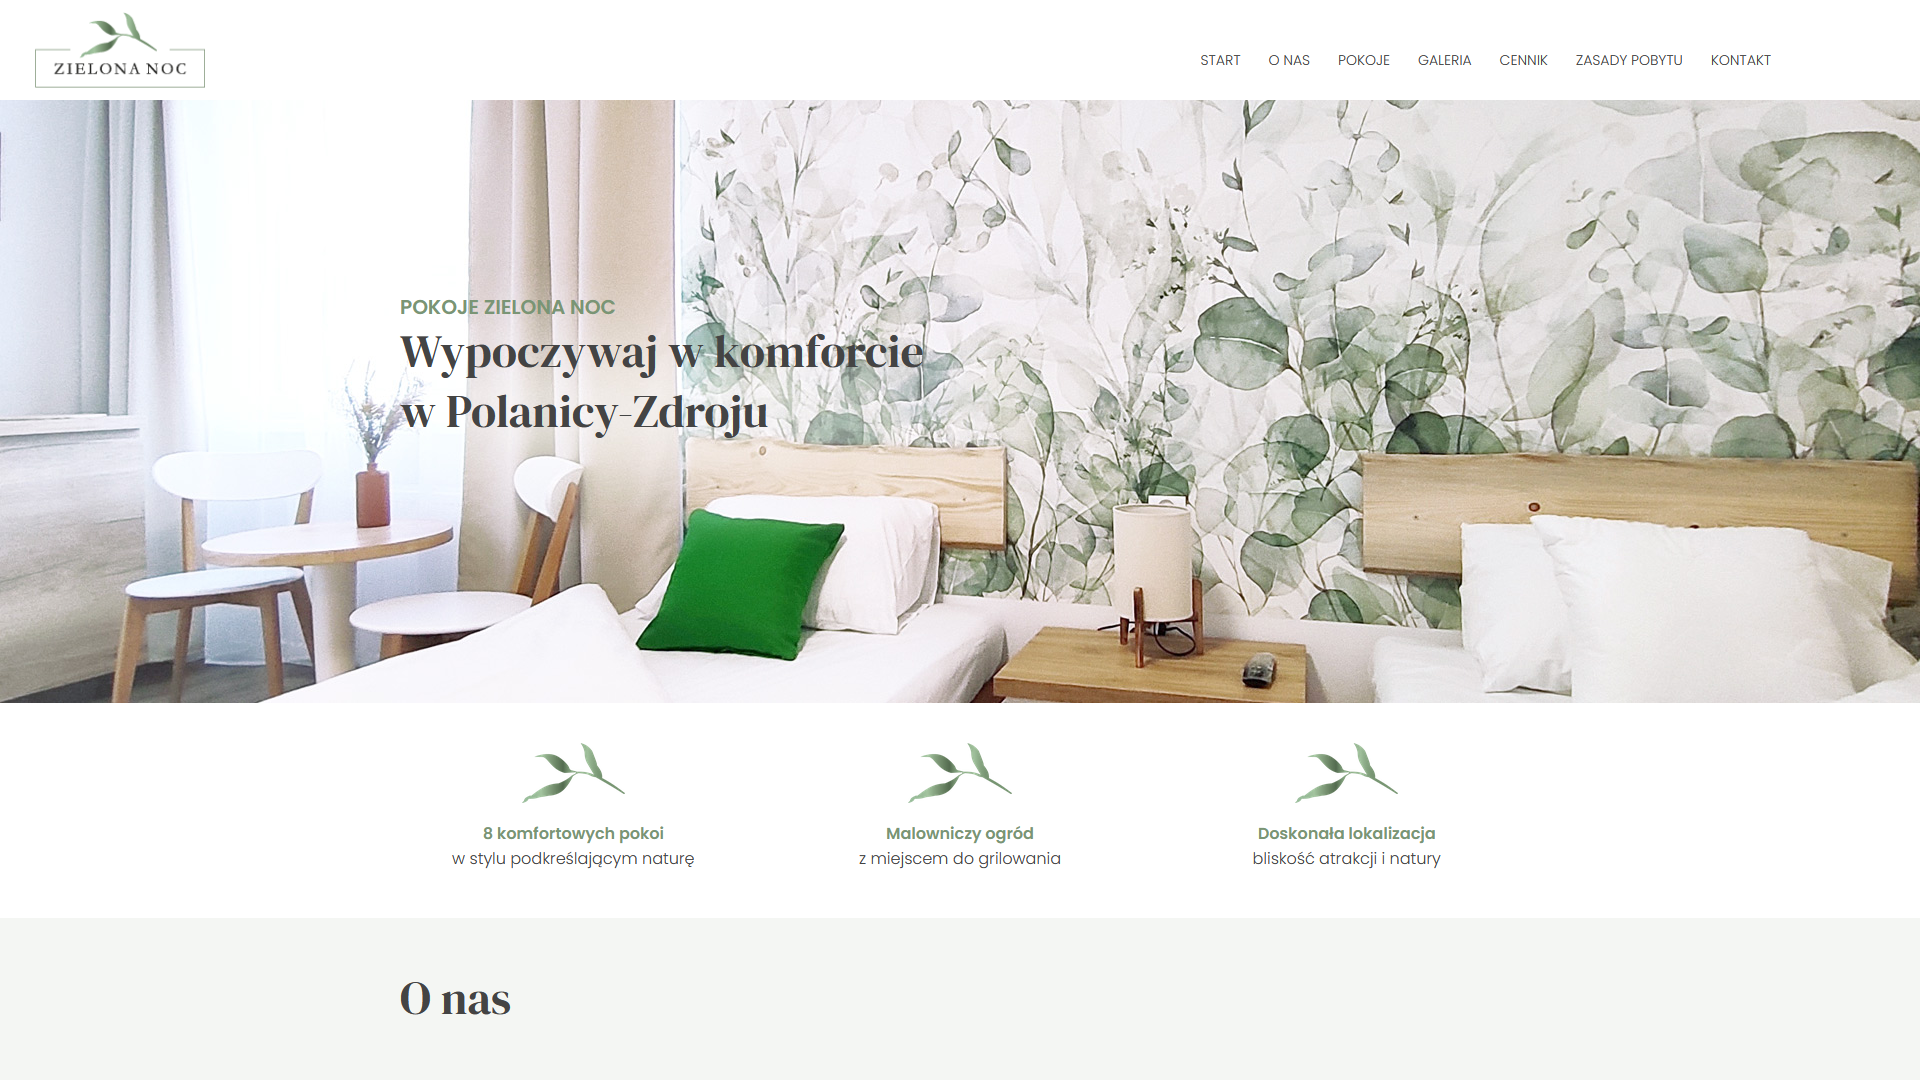 ZIELONA NOC
START
O NAS
POKOJE
GALERIA
CENNIK
ZASADY POBYTU
KONTAKT
POKOJE ZIELONA NOC
Wypoczywaj w komforcie
w Polanicy-Zdroju
8 komfortowych pokoi
w stylu podkreślającym naturę
Malowniczy ogród
z miejscem do grilowania
Doskonała lokalizacja
bliskość atrakcji i natury
O nas